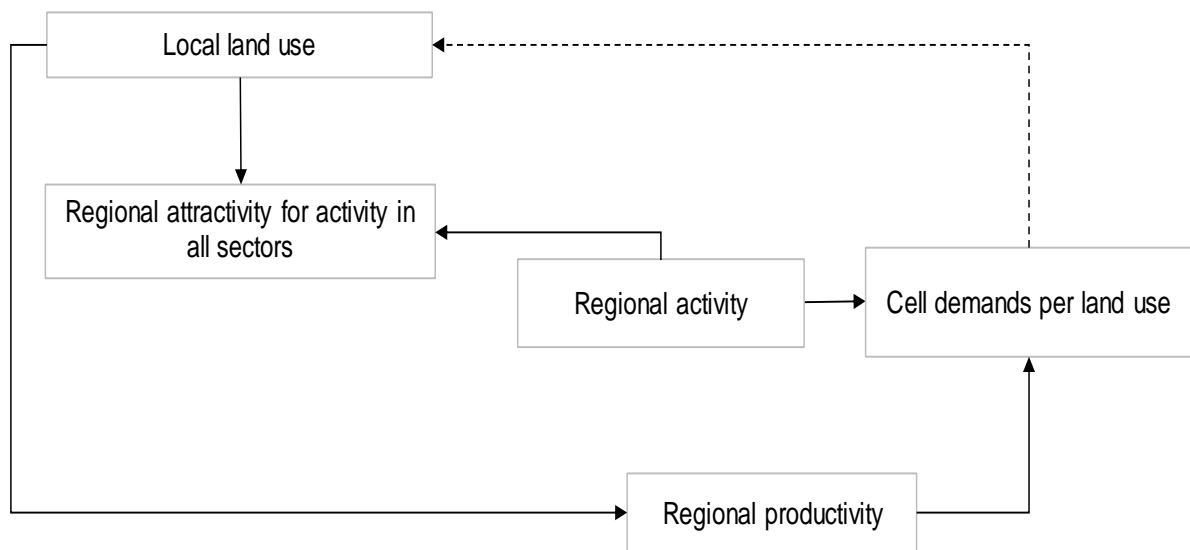 Local land use
Regional attractivity for activity in
all sectors
Regional activity
Cell demands per land use
Regional productivity